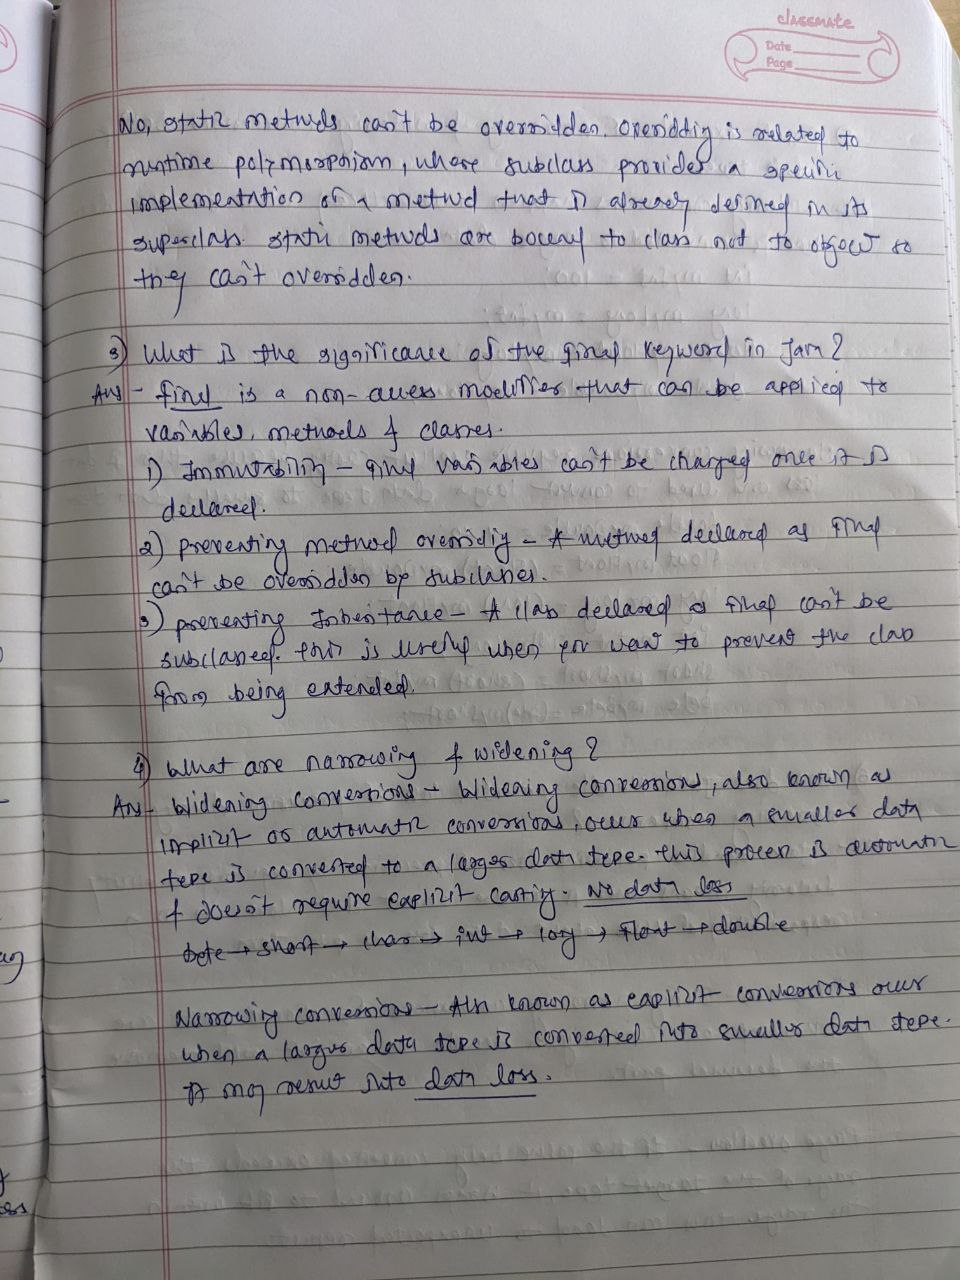 classmate
Date
Page
No, static methods can't be overridden. Overiddig is related to
runtime polymorphism, where subclass provides a specific
implementation of a method that is already defined in its
superclass. static methods are bound to class not to object so
they can't overridden.
3) What is the significance of the final keyword in Java?
Ans - final is a non-access modifier that can be applied to
variables, methods & classes.
1) Immutability - final variables can't be changed once it is
declared.
2) preventing method overridig - A method declared as final
can't be overridden by subclasses.
3) preventing Inheritance - A class declared as final can't be
subclassed. this is useful when you want to prevent the class
from being extended.
4) What are narrowing & widening?
Ans - Widening conversions - Widening conversions, also known as
implicit or automatic conversions, occur when a smaller data
type is converted to a larger data type. this process is automatic
& doesn't require explicit casting. No data loss
byte → short → char → int → long → float → double
Narrowing conversions - Also known as explicit conversions occur
when a larger data type is converted into smaller data type.
It may result into data loss.